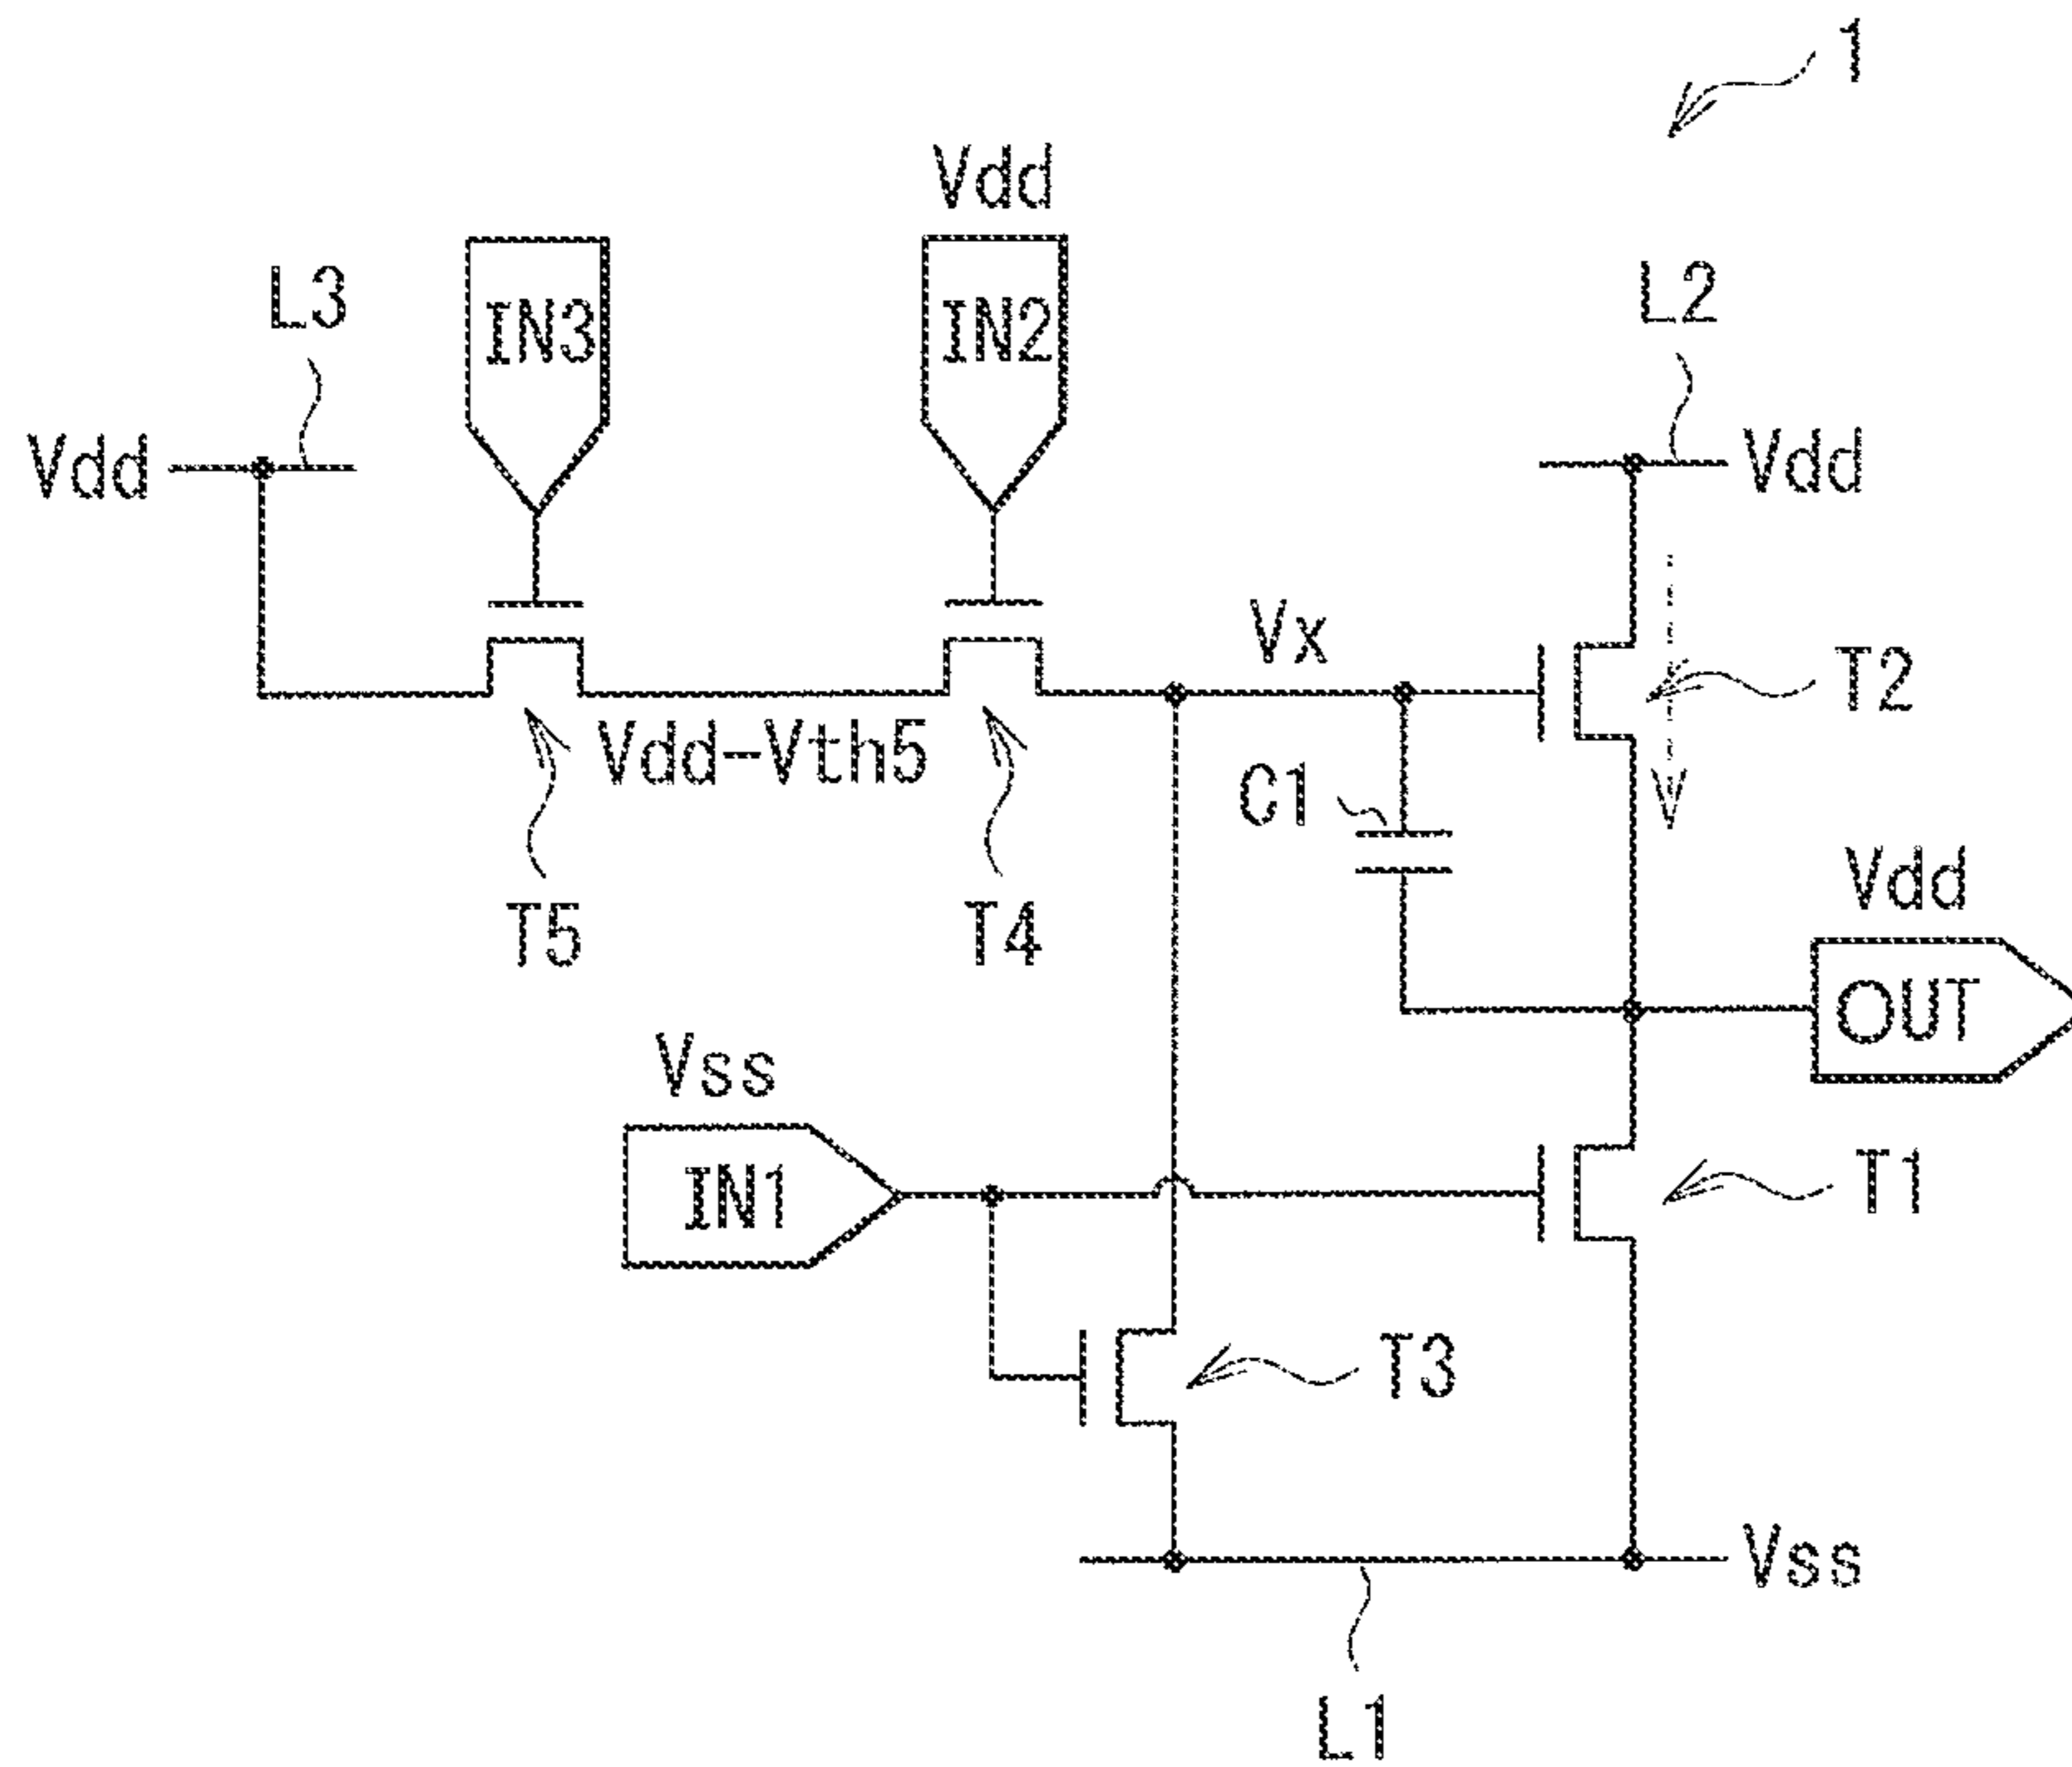 1
Vdd
L3
IN3
IN2
L2
Vdd
Vdd
Vx
T2
Vdd-Vth5
C1
Vdd
T5
T4
OUT
Vss
IN1
T1
T3
Vss
L1